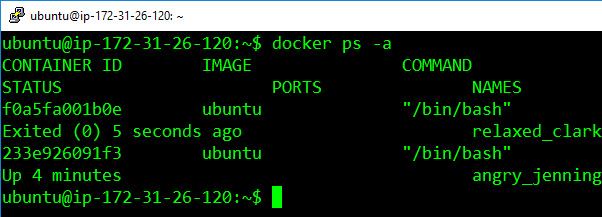 ubuntu@ip-172-31-26-120: ~
ubuntu@ip-172-31-26-120:~$ docker ps -a
CONTAINER ID        IMAGE               COMMAND
STATUS                     PORTS               NAMES
f0a5fa001b0e        ubuntu              "/bin/bash"
Exited (0) 5 seconds ago                       relaxed_clark
233e926091f3        ubuntu              "/bin/bash"
Up 4 minutes                                   angry_jenning
ubuntu@ip-172-31-26-120:~$